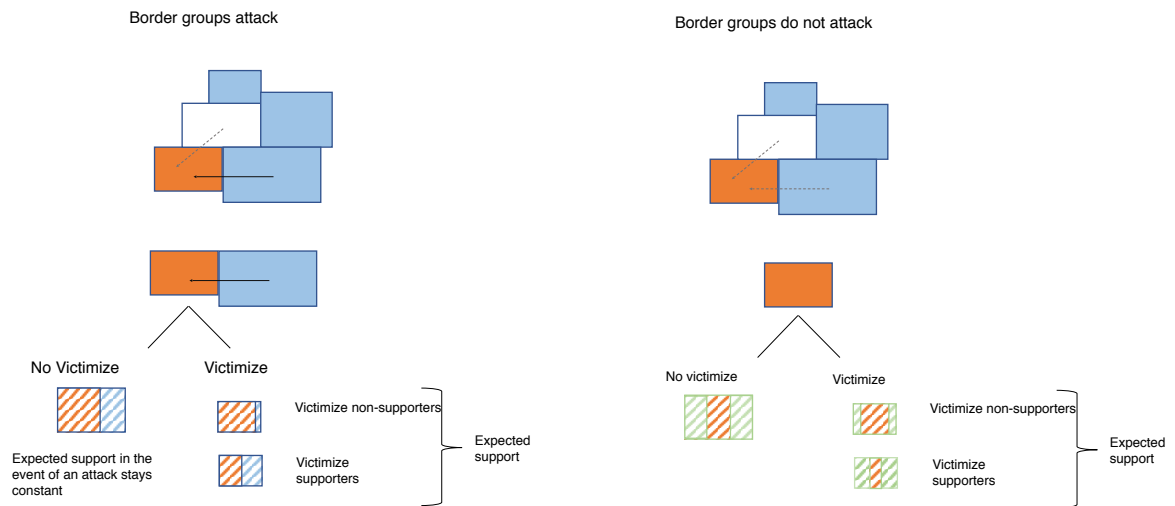 Border groups attack
Border groups do not attack
No Victimize
Victimize
Victimize non-supporters
Victimize
supporters
Expected
support
Expected support in the
event of an attack stays
constant
No victimize
Victimize
Victimize non-supporters
Victimize
supporters
Expected
support